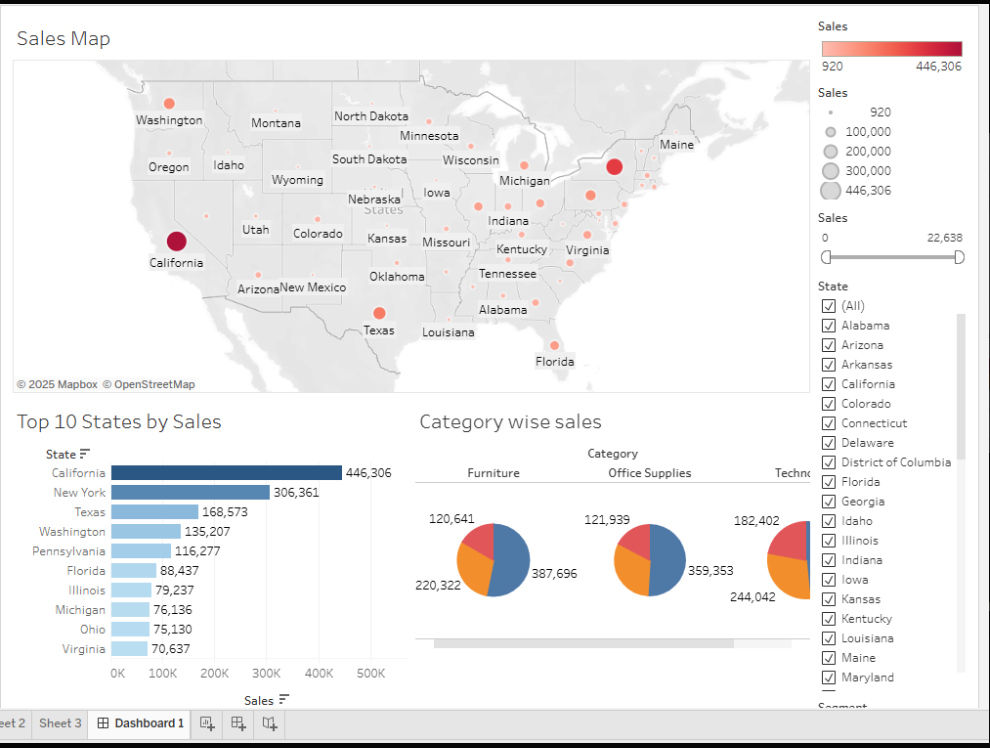 Sales Map
Washington
Montana
North Dakota
Minnesota
Maine
Oregon
Idaho
South Dakota
Wisconsin
Wyoming
Michigan
Nebraska
Iowa
States
Utah
Colorado
Kansas
Missouri
Indiana
Kentucky
Virginia
California
Oklahoma
Tennessee
Arizona
New Mexico
Alabama
Texas
Louisiana
Florida
© 2025 Mapbox © OpenStreetMap
Sales
920 446,306
Sales
920
100,000
200,000
300,000
446,306
Sales
0 22,638
State
(All)
Alabama
Arizona
Arkansas
California
Colorado
Connecticut
Delaware
District of Columbia
Florida
Georgia
Idaho
Illinois
Indiana
Iowa
Kansas
Kentucky
Louisiana
Maine
Maryland
Segment
Top 10 States by Sales
State
California 446,306
New York 306,361
Texas 168,573
Washington 135,207
Pennsylvania 116,277
Florida 88,437
Illinois 79,237
Michigan 76,136
Ohio 75,130
Virginia 70,637
0K 100K 200K 300K 400K 500K
Sales
Category wise sales
Category
Furniture Office Supplies Techno
120,641
220,322
387,696
121,939
359,353
182,402
244,042
eet 2 Sheet 3 Dashboard 1